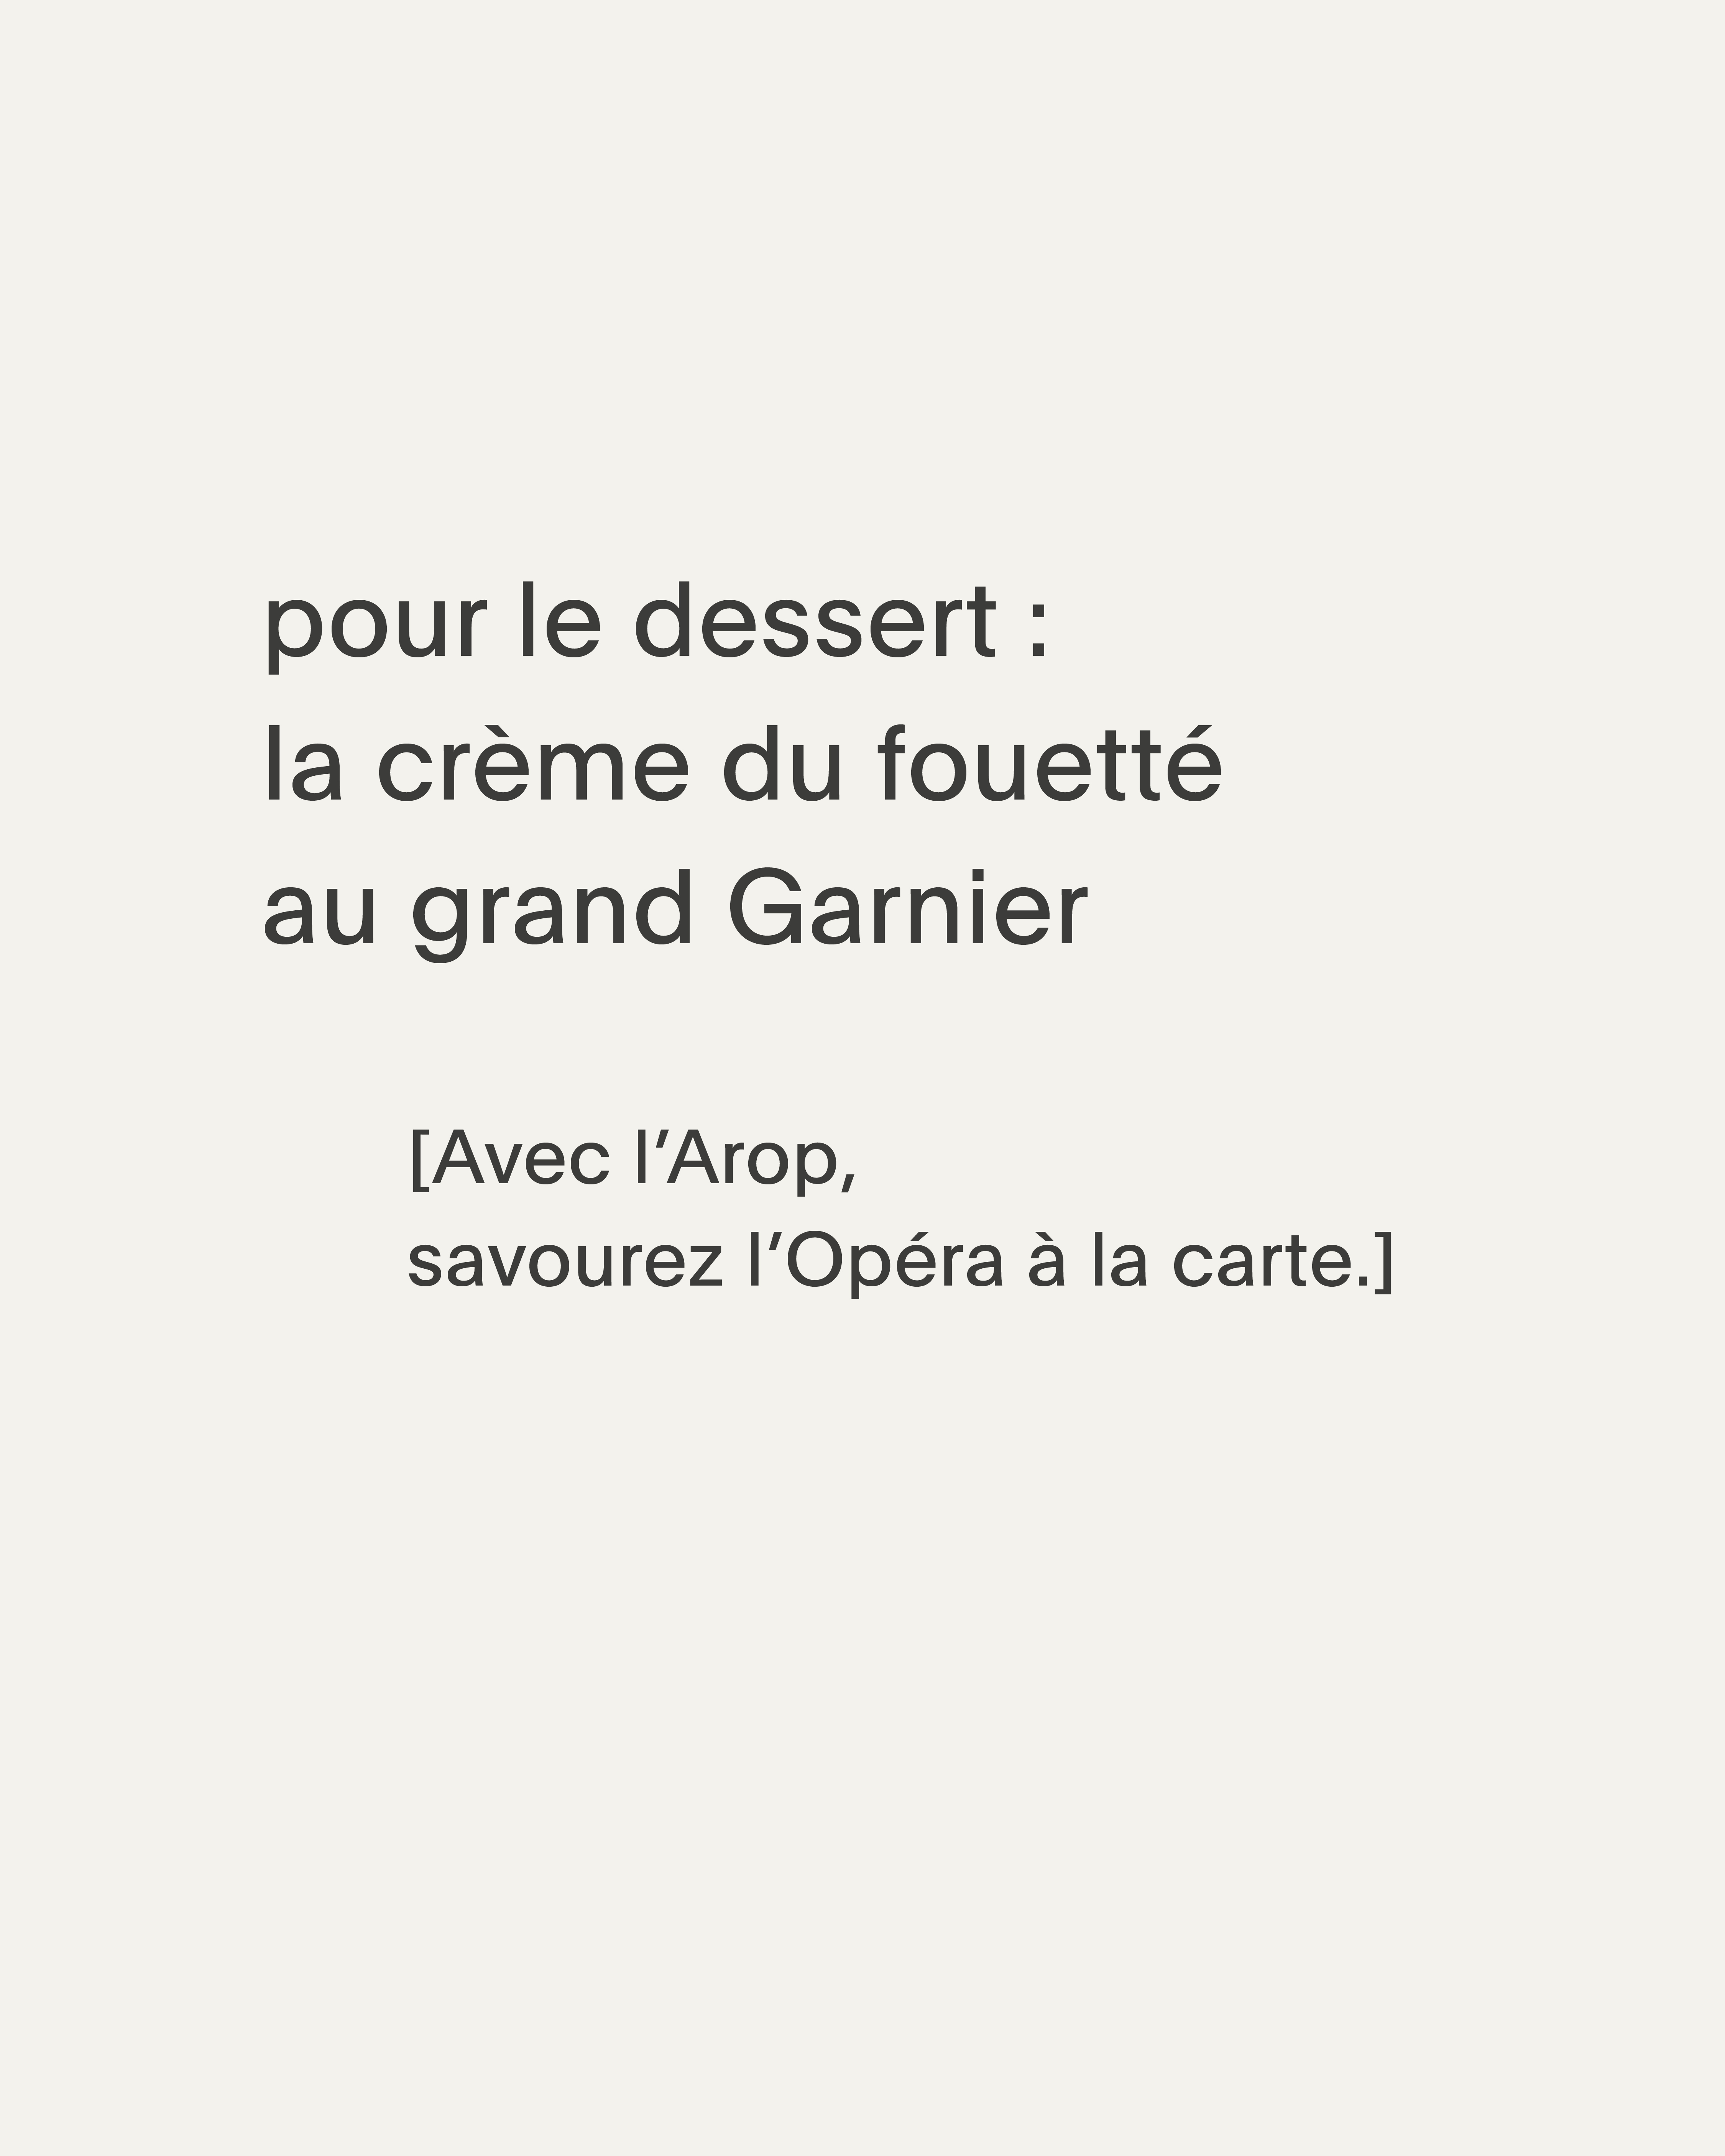 pour le dessert :
la crème du fouetté
au grand Garnier
[Avec l’Arop,
savourez l’Opéra à la carte.]